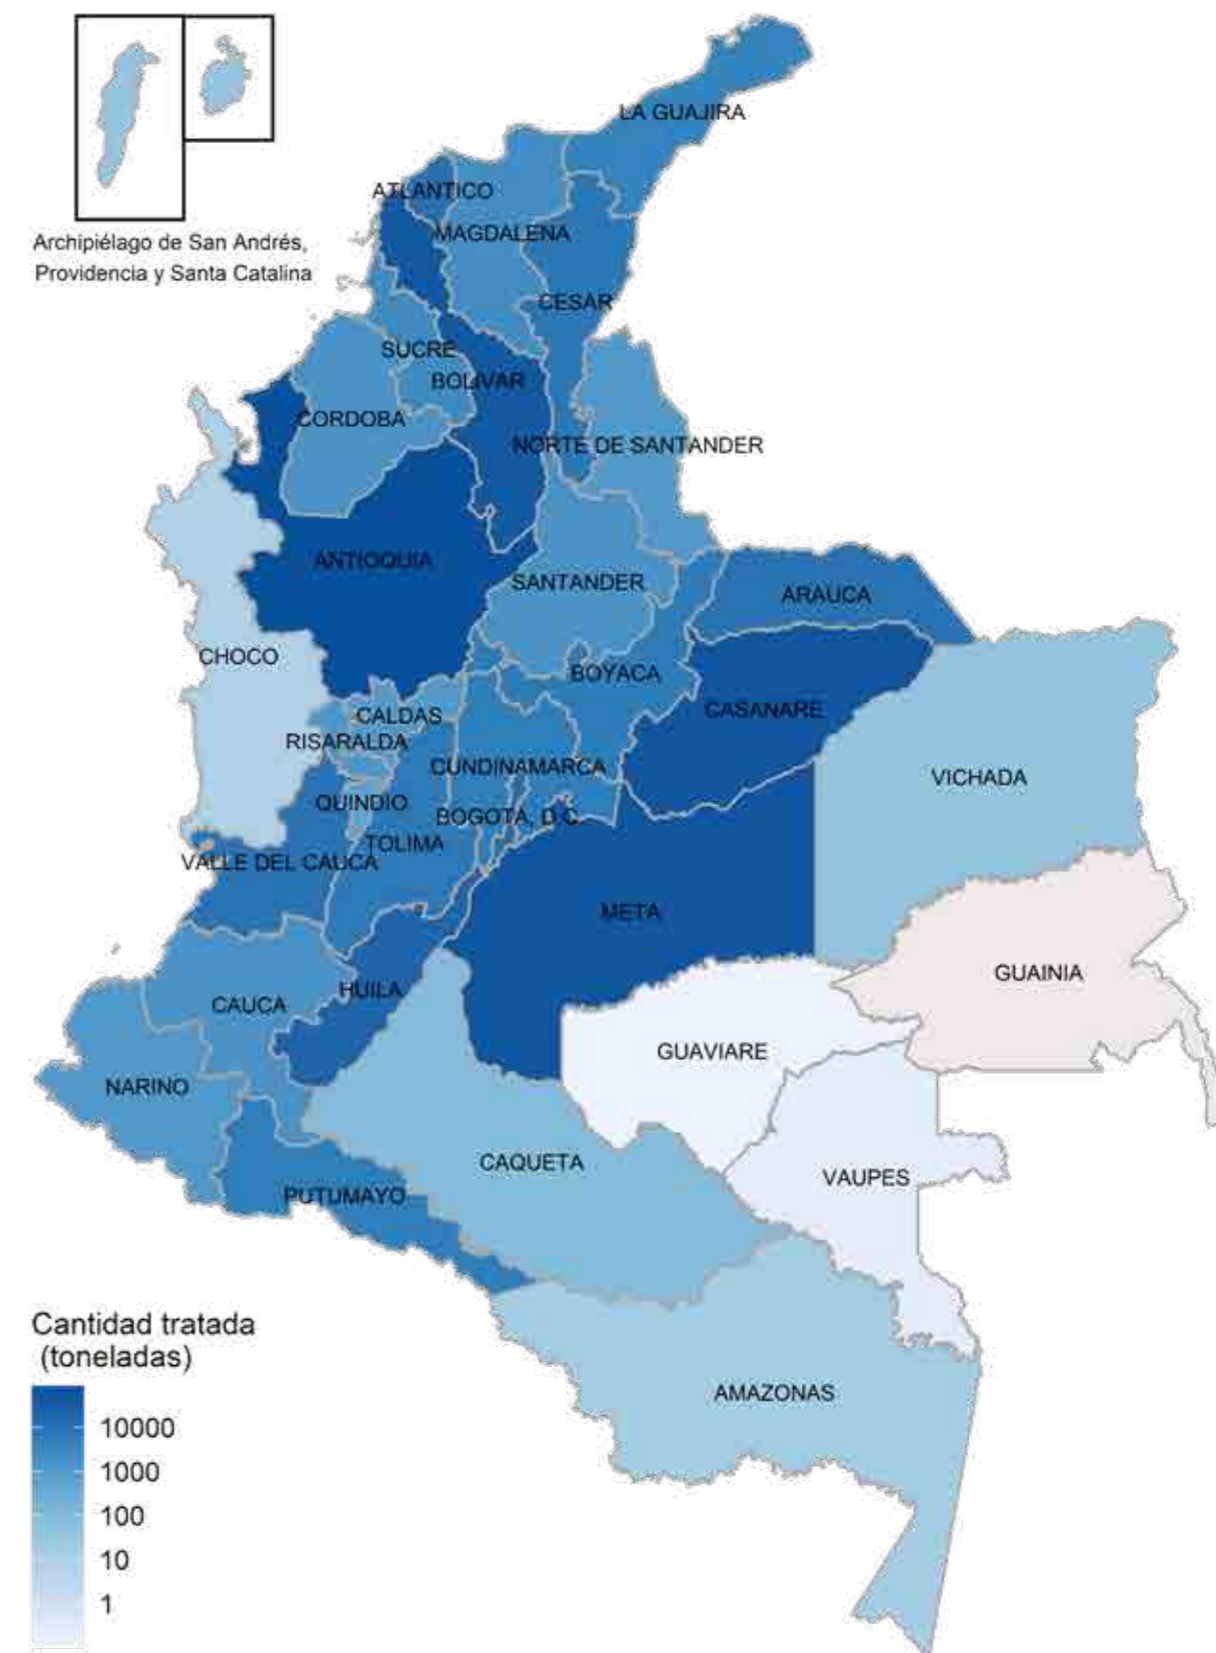 LA GUAJIRA
ATLANTICO
MAGDALENA
Archipiélago de San Andrés,
Providencia y Santa Catalina
CESAR
SUCRE
BOLIVAR
CORDOBA
NORTE DE SANTANDER
ANTIOQUIA
SANTANDER
ARAUCA
CHOCO
BOYACA
CASANARE
CALDAS
RISARALDA
CUNDINAMARCA
VICHADA
QUINDIO
BOGOTA, D.C.
TOLIMA
VALLE DEL CAUCA
META
GUAINIA
HUILA
CAUCA
GUAVIARE
NARINO
CAQUETA
VAUPES
PUTUMAYO
AMAZONAS
Cantidad tratada
(toneladas)
10000
1000
100
10
1